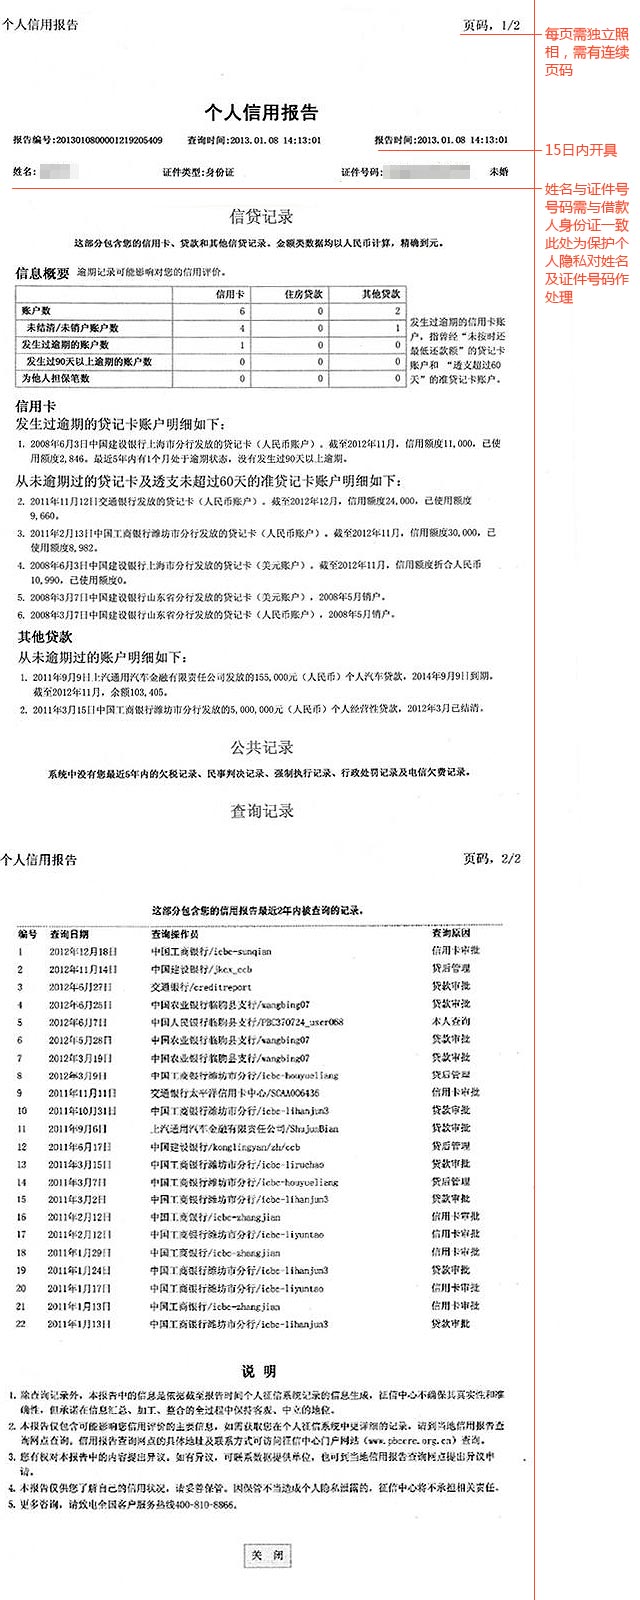 个人信用报告
页码，1/2
每页需独立照
相，需有连续
页码
个人信用报告
报告编号:2013010800001219205409 查询时间:2013.01.08 14:13:01 报告时间:2013.01.08 14:13:01
15日内开具
姓名: 证件类型:身份证 证件号码: 未婚
姓名与证件号
号码需与借款
人身份证一致
此处为保护个
人隐私对姓名
及证件号码作
处理
信贷记录
这部分包含您的信用卡、贷款和其他信贷记录。金额类数据均以人民币计算，精确到元。
信息概要 逾期记录可能影响对您的信用评价。
信用卡 住房贷款 其他贷款
账户数 6 0 2
未结清/未销户账户数 4 0 1
发生过逾期的账户数 1 0 0
发生过90天以上逾期的账户数 0 0 0
为他人担保笔数 0 0 0
发生过逾期的信用卡账
户，指曾经“未按时还
最低还款额”的贷记卡
账户和 “透支超过60
天”的准贷记卡账户。
信用卡
发生过逾期的贷记卡账户明细如下：
1. 2008年6月3日中国建设银行上海市分行发放的贷记卡（人民币账户）。截至2012年11月，信用额度11,000，已使
用额度2,846。最近5年内有1个月处于逾期状态，没有发生过90天以上逾期。
从未逾期过的贷记卡及透支未超过60天的准贷记卡账户明细如下：
2. 2011年11月12日交通银行发放的贷记卡（人民币账户）。截至2012年12月，信用额度24,000，已使用额度
9,660。
3. 2011年2月13日中国工商银行潍坊市分行发放的贷记卡（人民币账户）。截至2012年11月，信用额度30,000，已
使用额度8,982。
4. 2008年6月3日中国建设银行上海市分行发放的贷记卡（美元账户）。截至2012年11月，信用额度折合人民币
10,990，已使用额度0。
5. 2008年3月7日中国建设银行山东省分行发放的贷记卡（美元账户），2008年5月销户。
6. 2008年3月7日中国建设银行山东省分行发放的贷记卡（人民币账户），2008年5月销户。
其他贷款
从未逾期过的账户明细如下：
1. 2011年9月9日上汽通用汽车金融有限责任公司发放的155,000元（人民币）个人汽车贷款，2014年9月9日到期。
截至2012年11月，余额103,405。
2. 2011年3月15日中国工商银行潍坊市分行发放的5,000,000元（人民币）个人经营性贷款，2012年3月已结清。
公共记录
系统中没有您最近5年内的欠税记录、民事判决记录、强制执行记录、行政处罚记录及电信欠费记录。
查询记录
个人信用报告
页码，2/2
这部分包含您的信用报告最近2年内被查询的记录。
编号 查询日期 查询操作员 查询原因
1 2012年12月18日 中国工商银行/icbc-sunqian 信用卡审批
2 2012年11月14日 中国建设银行/jkcx_ccb 贷后管理
3 2012年6月27日 交通银行/creditreport 贷款审批
4 2012年6月25日 中国农业银行临朐县支行/wangbing07 贷款审批
5 2012年6月7日 中国人民银行临朐县支行/PBC370724_user068 本人查询
6 2012年5月28日 中国农业银行临朐县支行/wangbing07 贷款审批
7 2012年3月19日 中国农业银行临朐县支行/wangbing07 贷款审批
8 2012年3月9日 中国工商银行潍坊市分行/icbc-houyueliang 贷后管理
9 2011年11月11日 交通银行太平洋信用卡中心/SCAA006436 信用卡审批
10 2011年10月31日 中国工商银行潍坊市分行/icbc-lihanjun3 贷款审批
11 2011年9月6日 上汽通用汽车金融有限责任公司/ShujunBian 贷款审批
12 2011年6月17日 中国建设银行/konglingyan/zh/ccb 贷后管理
13 2011年3月15日 中国工商银行潍坊市分行/icbc-liruchao 贷款审批
14 2011年3月7日 中国工商银行潍坊市分行/icbc-houyueliang 贷后管理
15 2011年3月2日 中国工商银行潍坊市分行/icbc-lihanjun3 贷款审批
16 2011年2月12日 中国工商银行/icbc-zhangjian 信用卡审批
17 2011年2月12日 中国工商银行潍坊市分行/icbc-liyuntao 信用卡审批
18 2011年1月29日 中国工商银行/icbc-zhangjian 信用卡审批
19 2011年1月24日 中国工商银行潍坊市分行/icbc-lihanjun3 贷款审批
20 2011年1月17日 中国工商银行潍坊市分行/icbc-liyuntao 信用卡审批
21 2011年1月13日 中国工商银行/icbc-zhangjian 信用卡审批
22 2011年1月13日 中国工商银行潍坊市分行/icbc-lihanjun3 贷款审批
说 明
1. 除查询记录外，本报告中的信息是依据截至报告时间个人征信系统记录的信息生成，征信中心不确保其真实性和准
确性，但承诺在信息汇总、加工、整合的全过程中保持客观、中立的地位。
2. 本报告仅包含可能影响您信用评价的主要信息，如需获取您在个人征信系统中更详细的记录，请到当地信用报告查
询网点查询。信用报告查询网点的具体地址及联系方式可访问征信中心门户网站（www.pbccrc.org.cn）查询。
3. 您有权对本报告中的内容提出异议。如有异议，可联系数据提供单位，也可到当地信用报告查询网点提出异议申
请。
4. 本报告仅供您了解自己的信用状况，请妥善保管。因保管不当造成个人隐私泄露的，征信中心将不承担相关责任。
5. 更多咨询，请致电全国客户服务热线400-810-8866。
关 闭